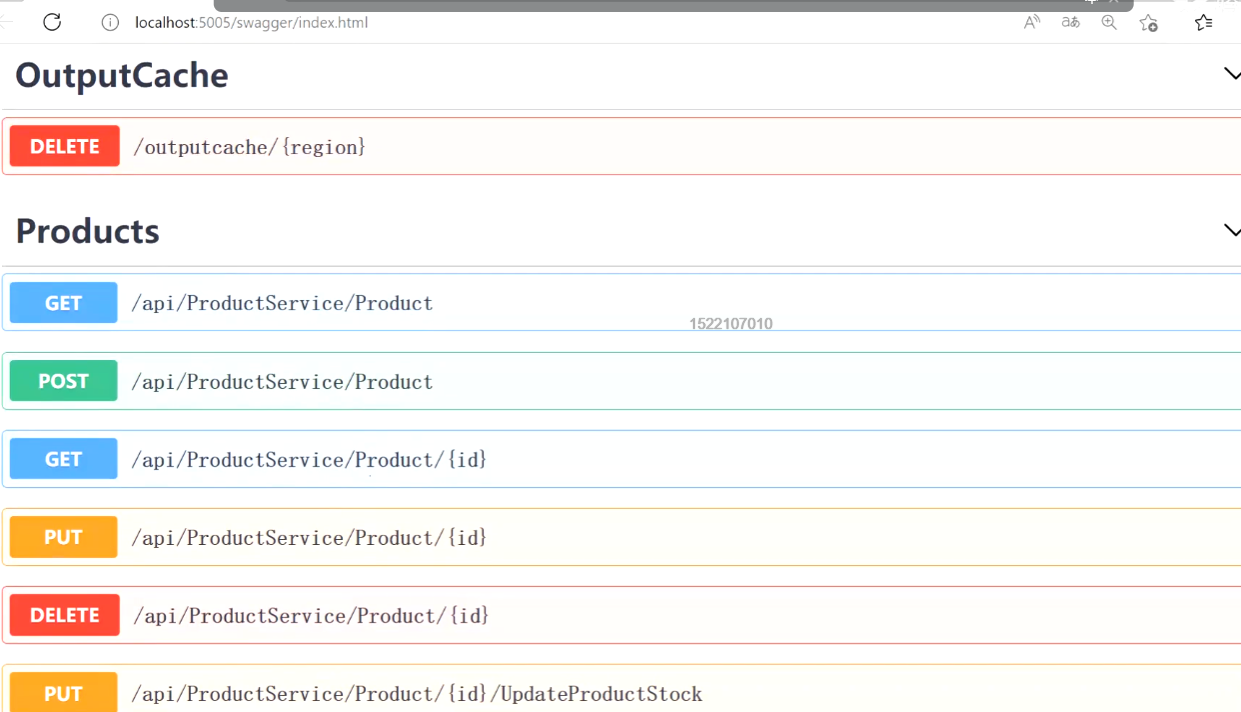 localhost:5005/swagger/index.html
OutputCache
DELETE /outputcache/{region}
Products
GET /api/ProductService/Product
1522107010
POST /api/ProductService/Product
GET /api/ProductService/Product/{id}
PUT /api/ProductService/Product/{id}
DELETE /api/ProductService/Product/{id}
PUT /api/ProductService/Product/{id}/UpdateProductStock